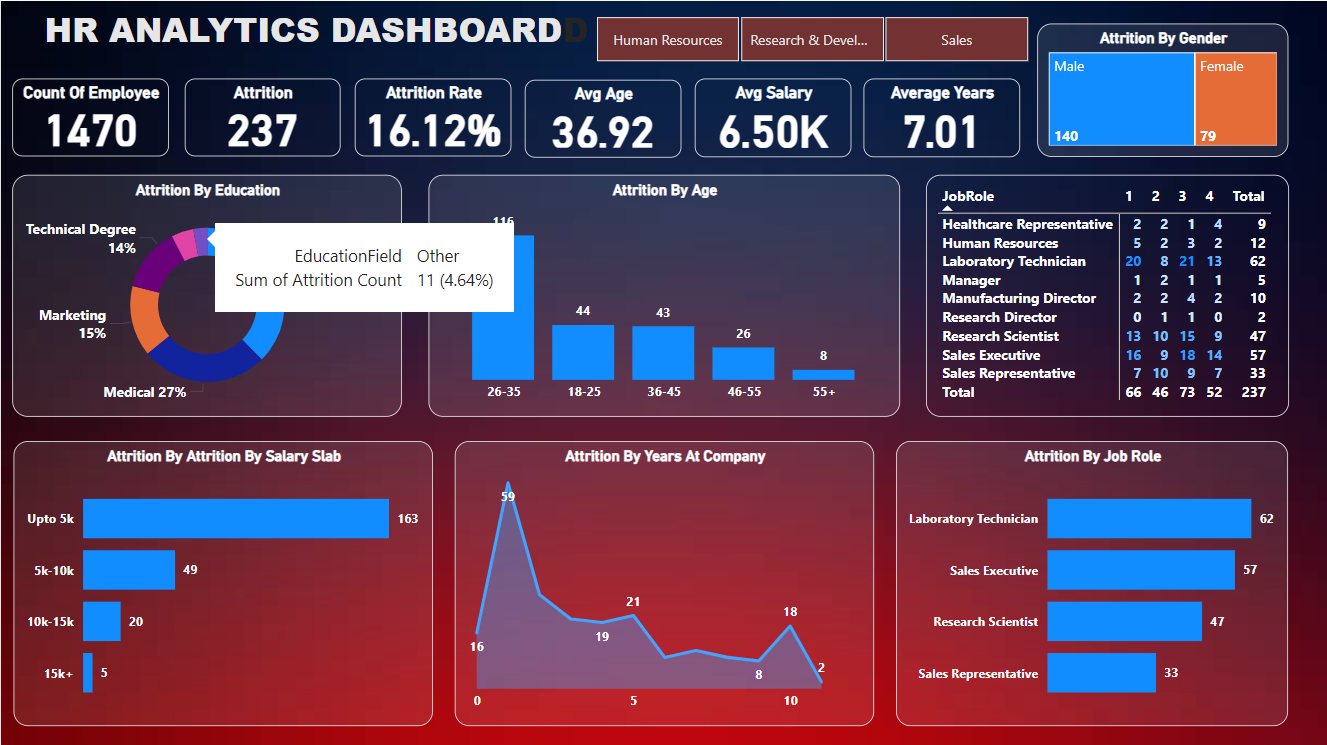 HR ANALYTICS DASHBOARD
Human Resources
Research & Devel...
Sales
Attrition By Gender
Male
Female
140
79
Count Of Employee
1470
Attrition
237
Attrition Rate
16.12%
Avg Age
36.92
Avg Salary
6.50K
Average Years
7.01
Attrition By Education
Technical Degree
14%
Marketing
15%
Medical 27%
EducationField Other
Sum of Attrition Count 11 (4.64%)
Attrition By Age
116
44
43
26
8
26-35 18-25 36-45 46-55 55+
JobRole 1 2 3 4 Total
Healthcare Representative 2 2 1 4 9
Human Resources 5 2 3 2 12
Laboratory Technician 20 8 21 13 62
Manager 1 2 1 1 5
Manufacturing Director 2 2 4 2 10
Research Director 0 1 1 0 2
Research Scientist 13 10 15 9 47
Sales Executive 16 9 18 14 57
Sales Representative 7 10 9 7 33
Total 66 46 73 52 237
Attrition By Attrition By Salary Slab
Upto 5k 163
5k-10k 49
10k-15k 20
15k+ 5
Attrition By Years At Company
59
16
19
21
8
18
2
0 5 10
Attrition By Job Role
Laboratory Technician 62
Sales Executive 57
Research Scientist 47
Sales Representative 33